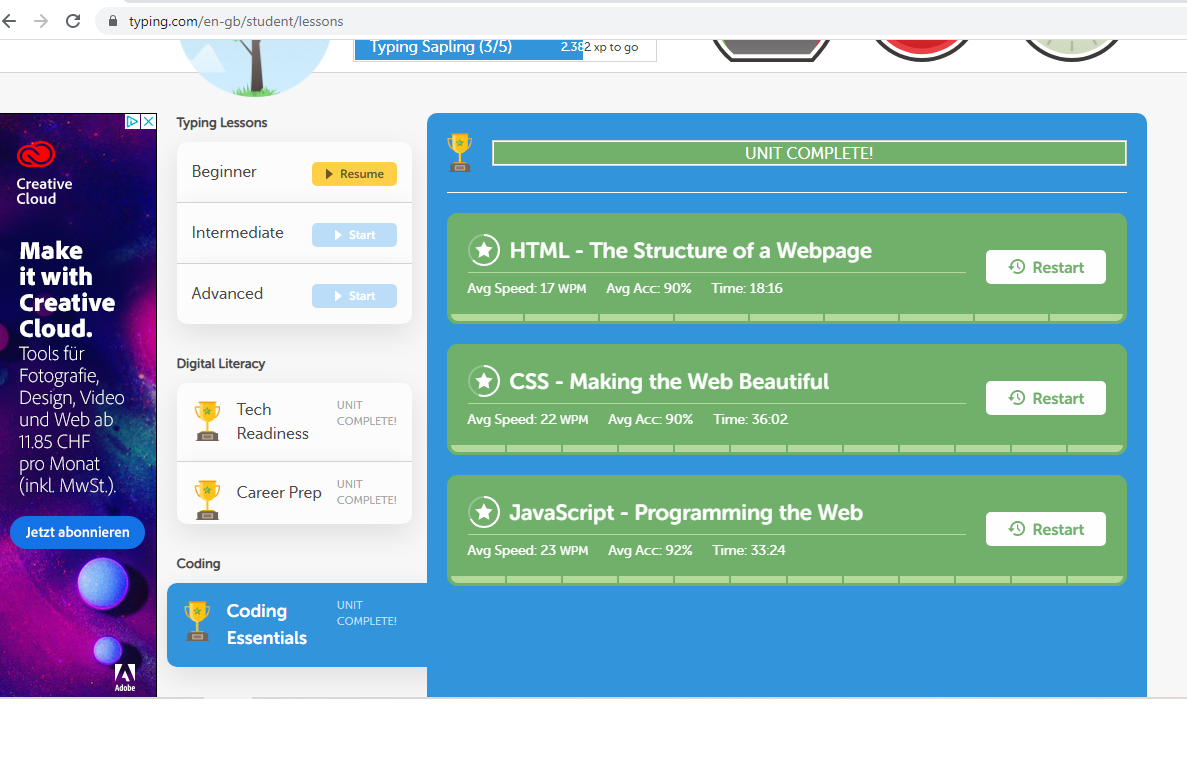 typing.com/en-gb/student/lessons
Typing Sapling (3/5)
2.382 xp to go
Creative
Cloud
Make
it with
Creative
Cloud.
Tools für
Fotografie,
Design, Video
und Web ab
11.85 CHF
pro Monat
(inkl. MwSt.).
Jetzt abonnieren
Adobe
Typing Lessons
Beginner
Resume
Intermediate
Start
Advanced
Start
Digital Literacy
Tech
Readiness
UNIT
COMPLETE!
Career Prep
UNIT
COMPLETE!
Coding
Coding
Essentials
UNIT
COMPLETE!
UNIT COMPLETE!
HTML - The Structure of a Webpage
Avg Speed: 17 WPM Avg Acc: 90% Time: 18:16
Restart
CSS - Making the Web Beautiful
Avg Speed: 22 WPM Avg Acc: 90% Time: 36:02
Restart
JavaScript - Programming the Web
Avg Speed: 23 WPM Avg Acc: 92% Time: 33:24
Restart